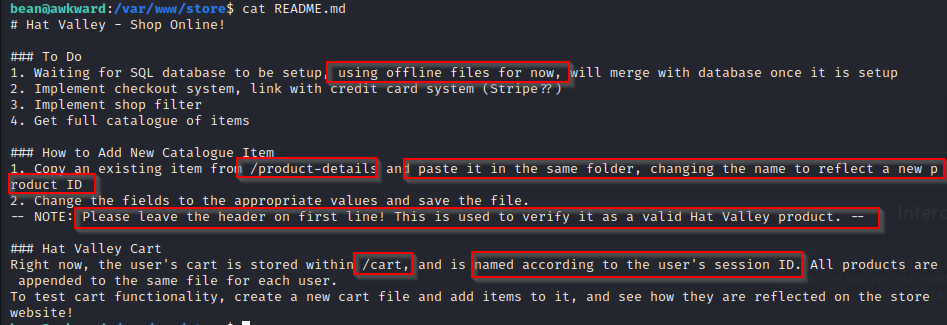 bean@awkward:/var/www/store$ cat README.md
# Hat Valley - Shop Online!
### To Do
1. Waiting for SQL database to be setup, using offline files for now, will merge with database once it is setup
2. Implement checkout system, link with credit card system (Stripe??)
3. Implement shop filter
4. Get full catalogue of items
### How to Add New Catalogue Item
1. Copy an existing item from /product-details and paste it in the same folder, changing the name to reflect a new p
roduct ID
2. Change the fields to the appropriate values and save the file.
-- NOTE: Please leave the header on first line! This is used to verify it as a valid Hat Valley product. --
### Hat Valley Cart
Right now, the user's cart is stored within /cart, and is named according to the user's session ID. All products are
 appended to the same file for each user.
To test cart functionality, create a new cart file and add items to it, and see how they are reflected on the store
website!
bean@awkward:/var/www/store$